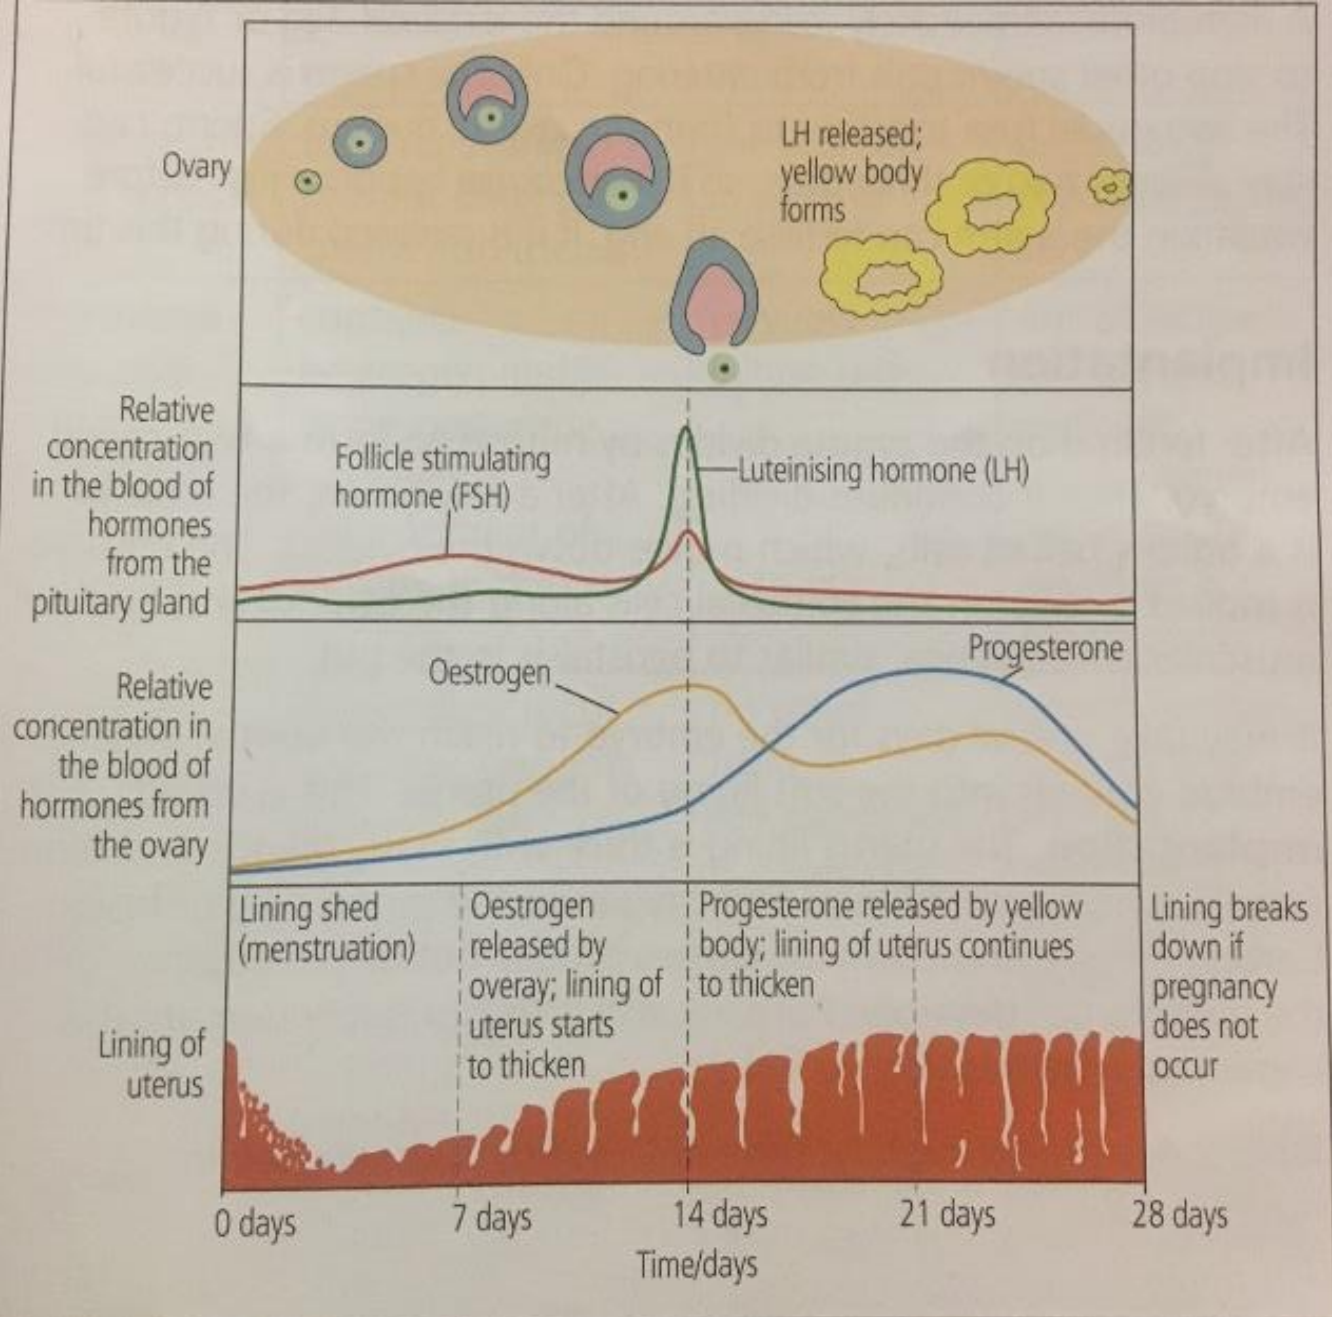 Ovary
LH released;
yellow body
forms
Relative
concentration
in the blood of
hormones
from the
pituitary gland
Follicle stimulating
hormone (FSH)
Luteinising hormone (LH)
Relative
concentration in
the blood of
hormones from
the ovary
Oestrogen
Progesterone
Lining shed
(menstruation)
Oestrogen
released by
overay; lining of
uterus starts
to thicken
Progesterone released by yellow
body; lining of uterus continues
to thicken
Lining breaks
down if
pregnancy
does not
occur
Lining of
uterus
0 days
7 days
14 days
21 days
28 days
Time/days